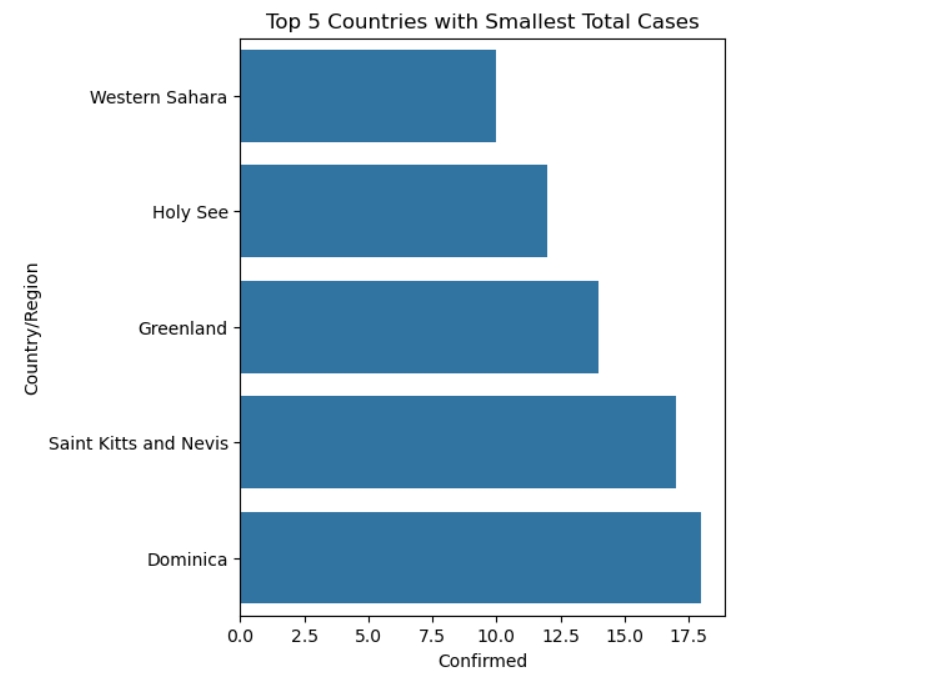 Top 5 Countries with Smallest Total Cases
Country/Region
Western Sahara
Holy See
Greenland
Saint Kitts and Nevis
Dominica
0.0 2.5 5.0 7.5 10.0 12.5 15.0 17.5
Confirmed